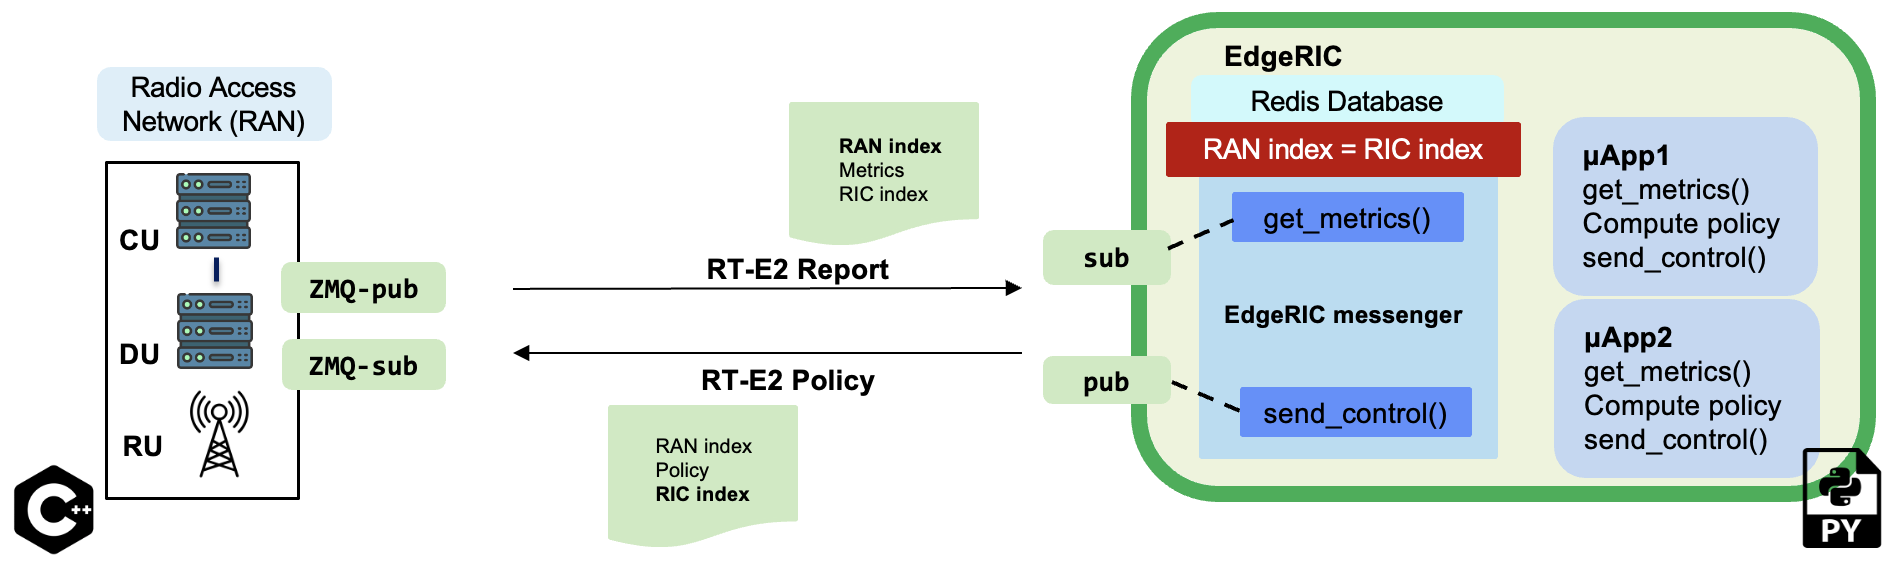 Radio Access
Network (RAN)
CU
DU
RU
ZMQ-pub
ZMQ-sub
C++
RAN index
Metrics
RIC index
RT-E2 Report
RT-E2 Policy
RAN index
Policy
RIC index
EdgeRIC
Redis Database
RAN index = RIC index
get_metrics()
sub
EdgeRIC messenger
pub
send_control()
µApp1
get_metrics()
Compute policy
send_control()
µApp2
get_metrics()
Compute policy
send_control()
PY